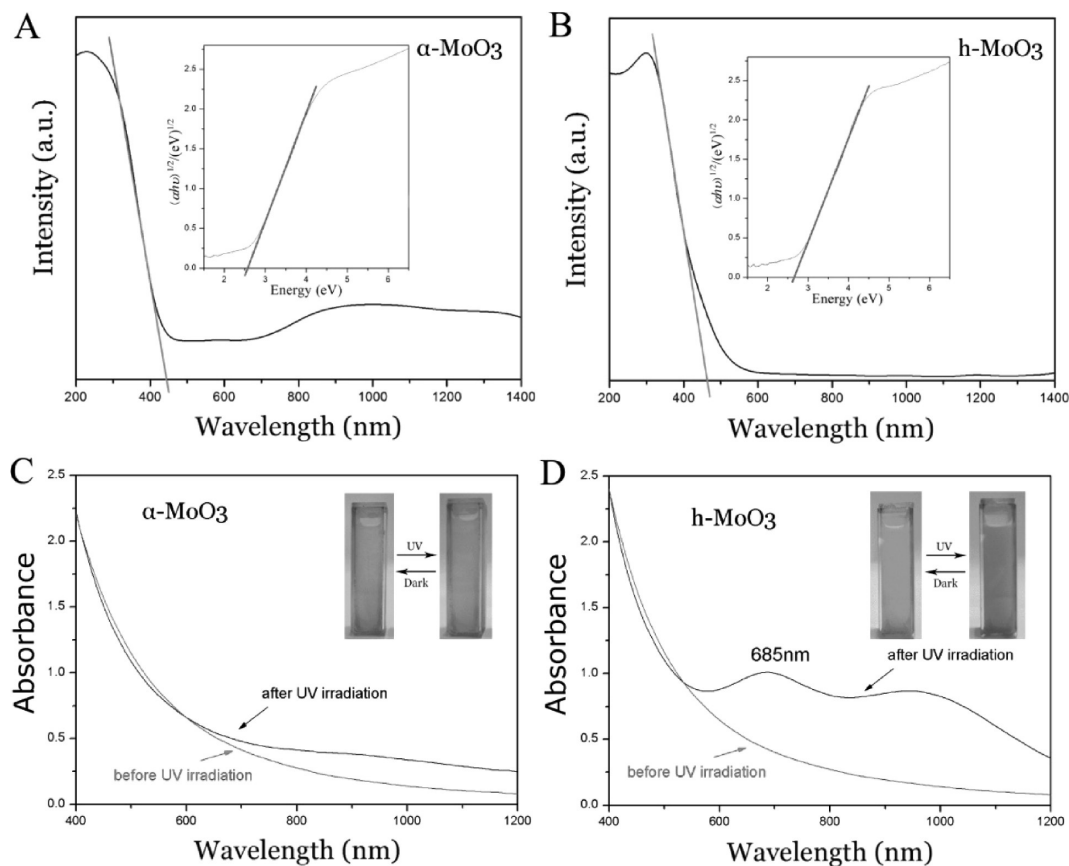 A
α-MoO3
Intensity (a.u.)
200 400 600 800 1000 1200 1400
Wavelength (nm)
(αhυ)1/2/(eV)1/2
2.5
2.0
1.5
1.0
0.5
0.0
2 3 4 5 6
Energy (eV)
B
h-MoO3
Intensity (a.u.)
200 400 600 800 1000 1200 1400
Wavelength (nm)
(αhυ)1/2/(eV)1/2
2.5
2.0
1.5
1.0
0.5
0.0
2 3 4 5 6
Energy (eV)
C
α-MoO3
Absorbance
2.5
2.0
1.5
1.0
0.5
0.0
UV
Dark
after UV irradiation
before UV irradiation
400 600 800 1000 1200
Wavelength (nm)
D
h-MoO3
Absorbance
2.5
2.0
1.5
1.0
0.5
0.0
UV
Dark
685nm
after UV irradiation
before UV irradiation
400 600 800 1000 1200
Wavelength (nm)